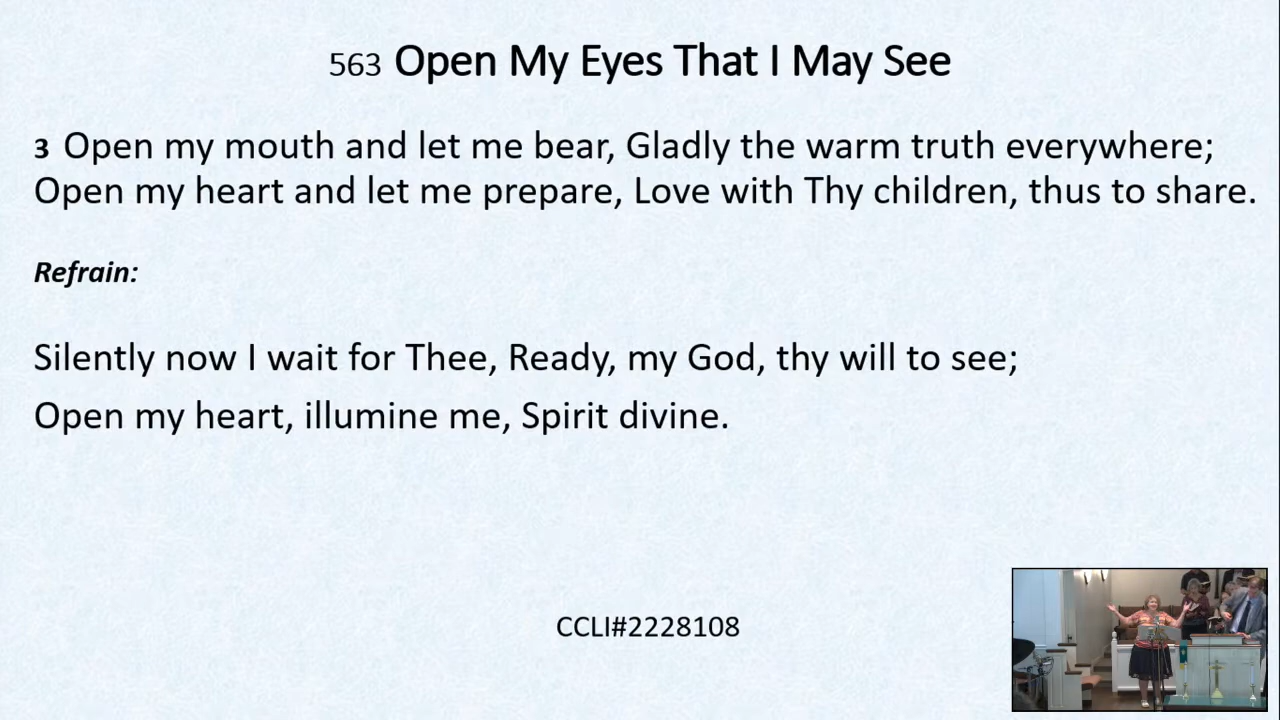 563 Open My Eyes That I May See
3 Open my mouth and let me bear, Gladly the warm truth everywhere;
Open my heart and let me prepare, Love with Thy children, thus to share.
Refrain:
Silently now I wait for Thee, Ready, my God, thy will to see;
Open my heart, illumine me, Spirit divine.
CCLI#2228108